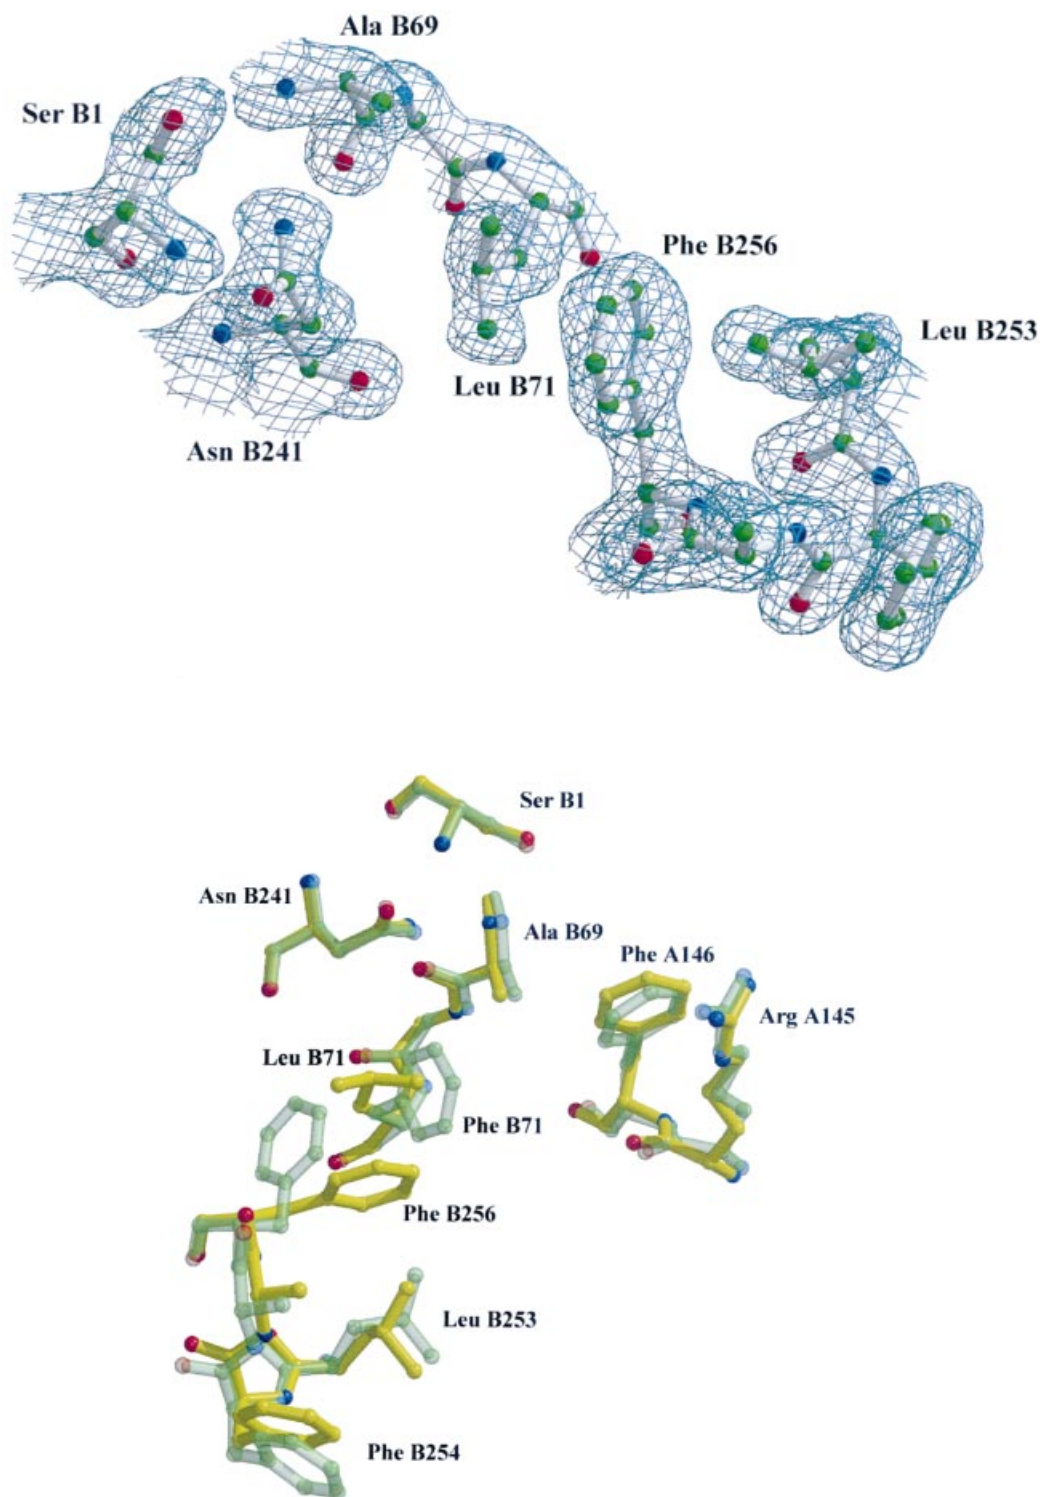 Ala B69
Ser B1
Phe B256
Leu B253
Leu B71
Asn B241
Ser B1
Asn B241
Ala B69
Phe A146
Arg A145
Leu B71
Phe B71
Phe B256
Leu B253
Phe B254